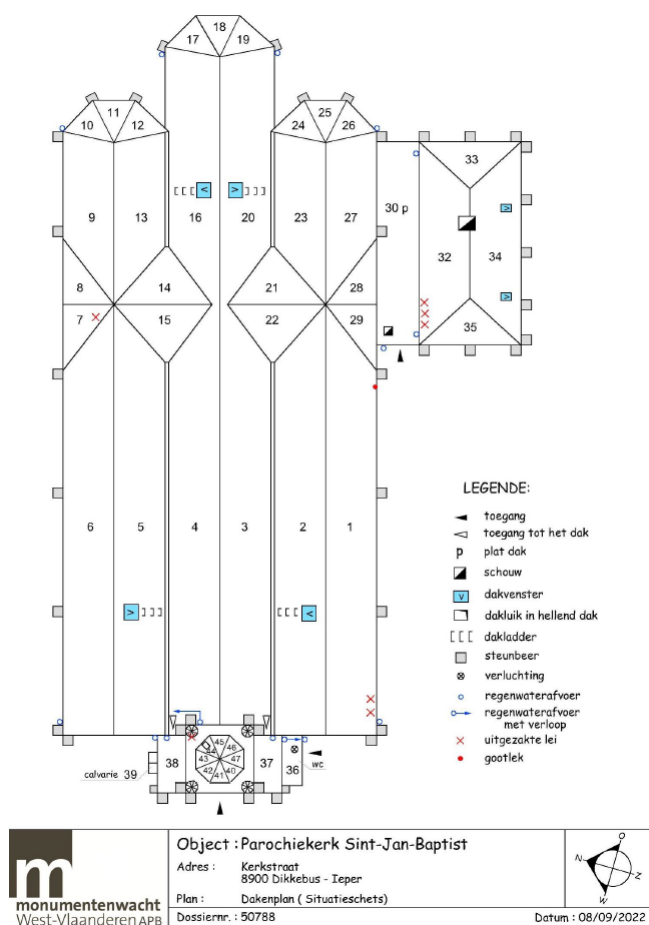 18
17
19
11
25
10
12
24
26
33
9
13
< >
16
20
23
27
30 p
32
34
>
8
14
21
28
7
15
22
29
>
35
LEGENDE:
toegang
toegang tot het dak
p plat dak
schouw
v dakvenster
dakluik in hellend dak
dakladder
steunbeer
verluchting
regenwaterafvoer
regenwaterafvoer
met verloop
uitgezakte lei
gootlek
6
5
4
3
2
1
> <
45
44
46
43
47
42
40
41
38
37
36
calvarie 39
wc
m
monumentenwacht
West-Vlaanderen APB
Object : Parochiekerk Sint-Jan-Baptist
Adres : Kerkstraat
8900 Dikkebus - Ieper
Plan : Dakenplan ( Situatieschets)
Dossiernr. : 50788
Datum : 08/09/2022
O
N
Z
W